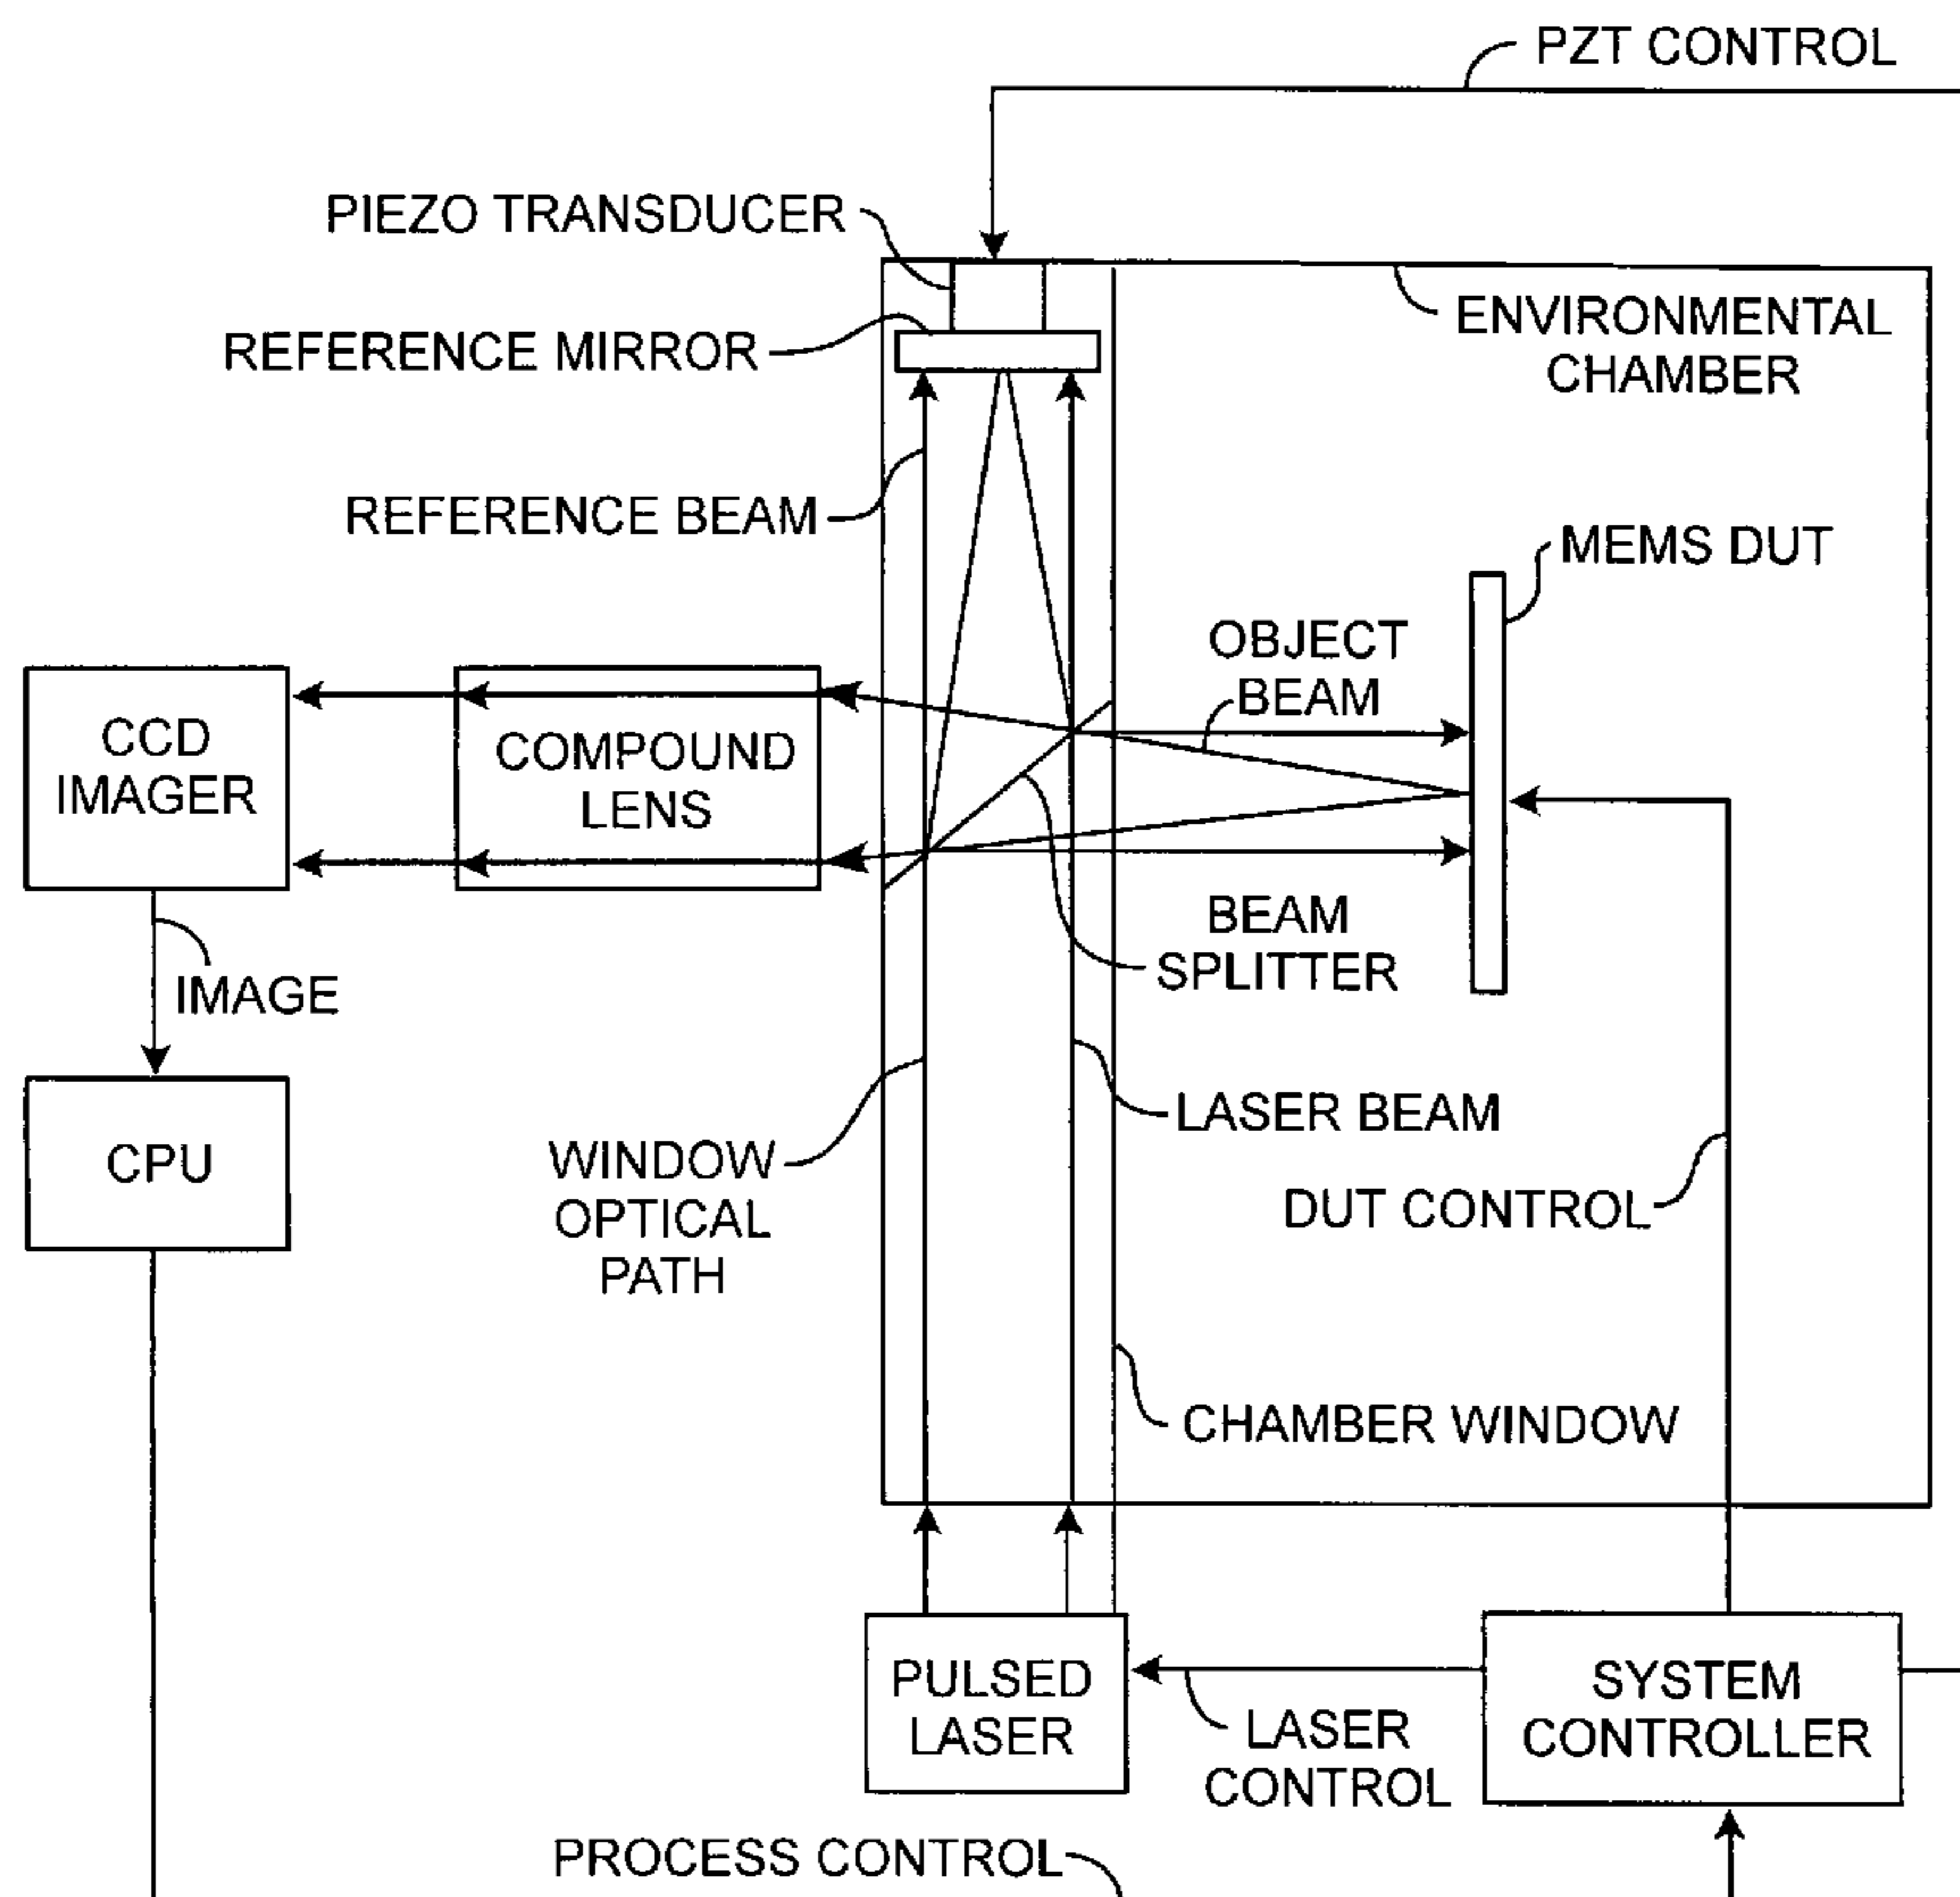 PZT CONTROL
PIEZO TRANSDUCER
REFERENCE MIRROR
ENVIRONMENTAL
CHAMBER
REFERENCE BEAM
MEMS DUT
OBJECT
BEAM
CCD
IMAGER
COMPOUND
LENS
BEAM
SPLITTER
IMAGE
CPU
LASER BEAM
WINDOW
OPTICAL
PATH
DUT CONTROL
CHAMBER WINDOW
PULSED
LASER
SYSTEM
CONTROLLER
LASER
CONTROL
PROCESS CONTROL